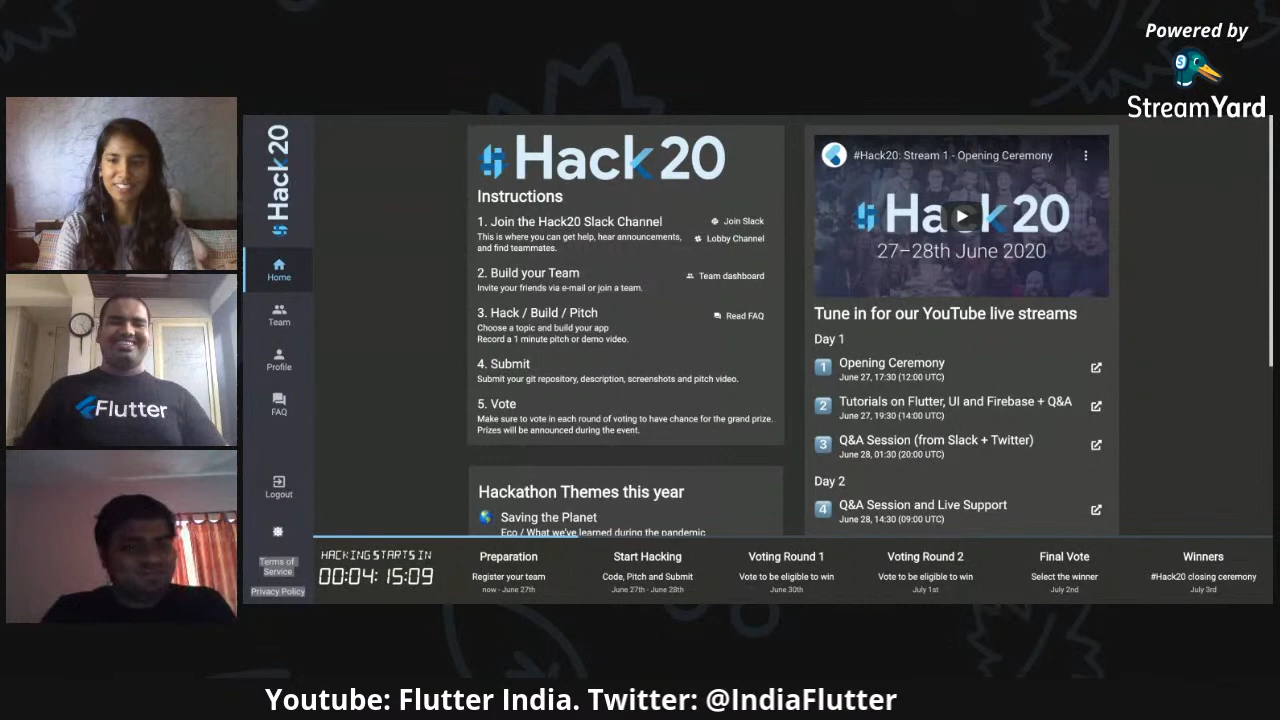 Powered by
StreamYard
Flutter
#Hack20
Home
Team
Profile
FAQ
Logout
Terms of
Service
Privacy Policy
Hack20
Instructions
1. Join the Hack20 Slack Channel
Join Slack
This is where you can get help, hear announcements,
and find teammates.
Lobby Channel
2. Build your Team
Team dashboard
Invite your friends via e-mail or join a team.
3. Hack / Build / Pitch
Read FAQ
Choose a topic and build your app
Record a 1 minute pitch or demo video.
4. Submit
Submit your git repository, description, screenshots and pitch video.
5. Vote
Make sure to vote in each round of voting to have chance for the grand prize.
Prizes will be announced during the event.
Hackathon Themes this year
Saving the Planet
Eco / What we've learned during the pandemic
#Hack20: Stream 1 - Opening Ceremony
Hack20
27–28th June 2020
Tune in for our YouTube live streams
Day 1
1 Opening Ceremony
June 27, 17:30 (12:00 UTC)
2 Tutorials on Flutter, UI and Firebase + Q&A
June 27, 19:30 (14:00 UTC)
3 Q&A Session (from Slack + Twitter)
June 28, 01:30 (20:00 UTC)
Day 2
4 Q&A Session and Live Support
June 28, 14:30 (09:00 UTC)
HACKING STARTS IN
00:04:15:09
Preparation
Register your team
now - June 27th
Start Hacking
Code, Pitch and Submit
June 27th - June 28th
Voting Round 1
Vote to be eligible to win
June 30th
Voting Round 2
Vote to be eligible to win
July 1st
Final Vote
Select the winner
July 2nd
Winners
#Hack20 closing ceremony
July 3rd
Youtube: Flutter India. Twitter: @IndiaFlutter